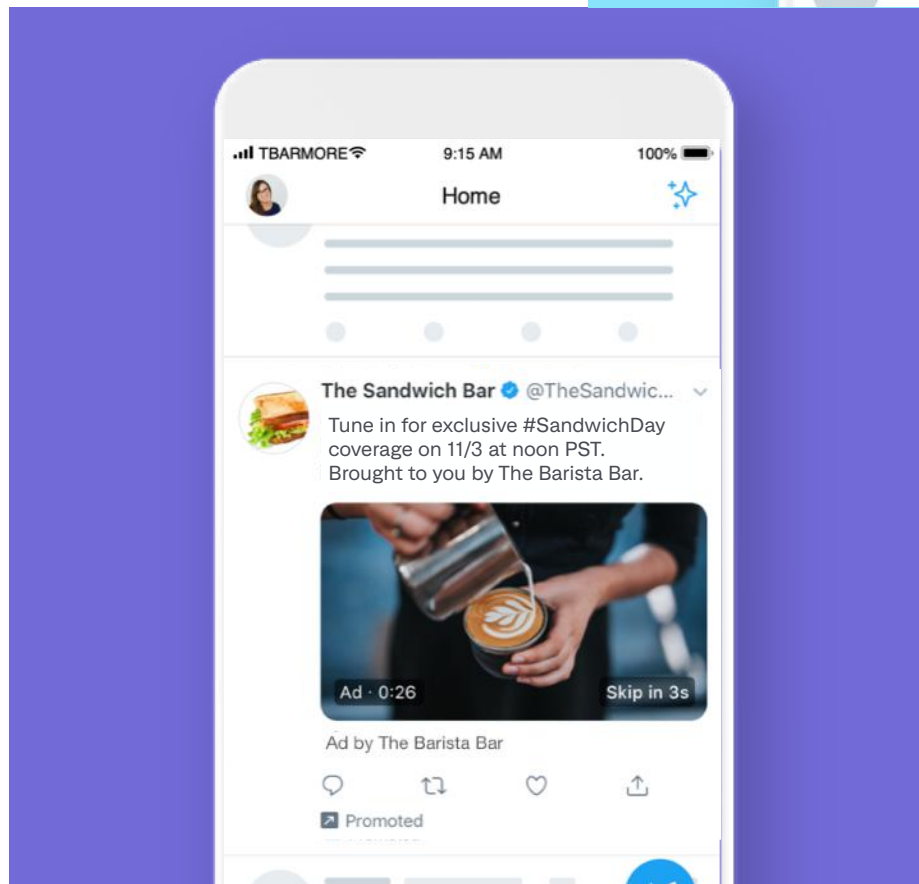 TBARMORE 9:15 AM 100%
Home
The Sandwich Bar @TheSandwic...
Tune in for exclusive #SandwichDay
coverage on 11/3 at noon PST.
Brought to you by The Barista Bar.
Ad · 0:26 Skip in 3s
Ad by The Barista Bar
Promoted